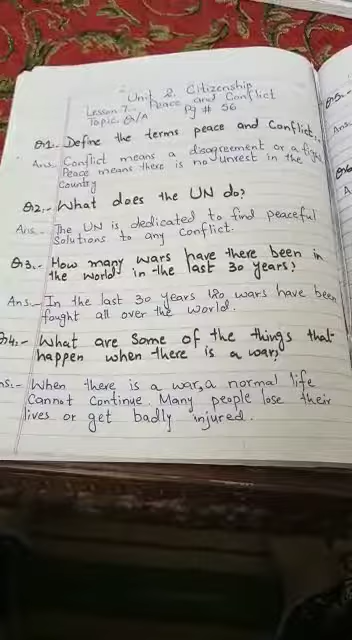 Unit 2. Citizenship
Lesson 7.- Peace and Conflict
Topic: Q/A Pg # 56
Q1.- Define the terms peace and Conflict.
Ans.- Conflict means a disagreement or a fight
Peace means there is no unrest in the
Country
Q2.- What does the UN do?
Ans.- The UN is dedicated to find peaceful
solutions to any conflict.
Q3.- How many wars have there been in
the world in the last 30 years?
Ans.- In the last 30 years 120 wars have been
fought all over the world.
Q4.- What are some of the things that
happen when there is a war?
Ans:- When there is a war, a normal life
Cannot continue. Many people lose their
lives or get badly injured.
Q5.-
Ans.